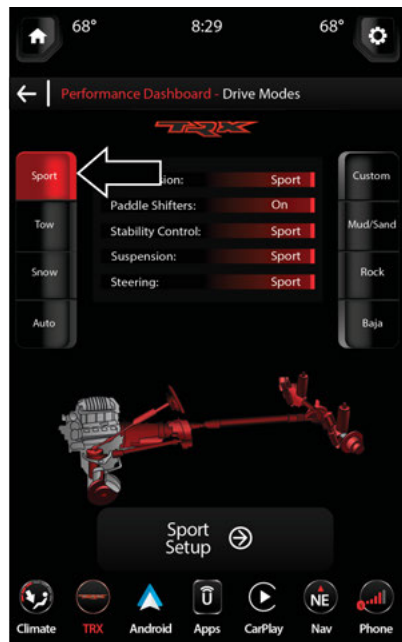 68° 8:29 68°
Performance Dashboard - Drive Modes
TRX
Sport
Tow
Snow
Auto
Sport
Paddle Shifters: On
Stability Control: Sport
Suspension: Sport
Steering: Sport
Custom
Mud/Sand
Rock
Baja
Sport
Setup
Climate TRX Android Apps CarPlay NE Nav Phone